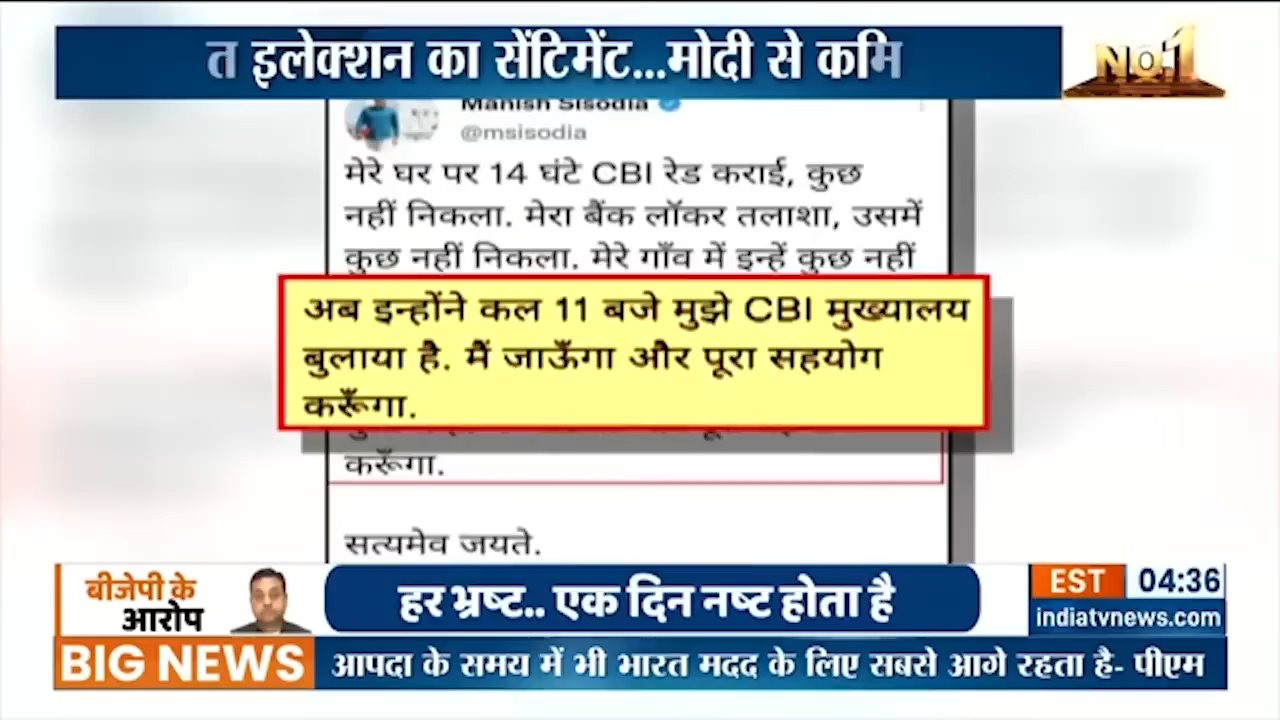 त इलेक्शन का सेंटिमेंट...मोदी से कमि
NO.1
Manish Sisodia
@msisodia
मेरे घर पर 14 घंटे CBI रेड कराई, कुछ
नहीं निकला. मेरा बैंक लॉकर तलाशा, उसमें
कुछ नहीं निकला. मेरे गाँव में इन्हें कुछ नहीं
अब इन्होंने कल 11 बजे मुझे CBI मुख्यालय
बुलाया है. मैं जाऊँगा और पूरा सहयोग
करूँगा.
करूँगा.
सत्यमेव जयते.
बीजेपी के
आरोप
हर भ्रष्ट.. एक दिन नष्ट होता है
EST 04:36
indiatvnews.com
BIG NEWS
आपदा के समय में भी भारत मदद के लिए सबसे आगे रहता है- पीएम